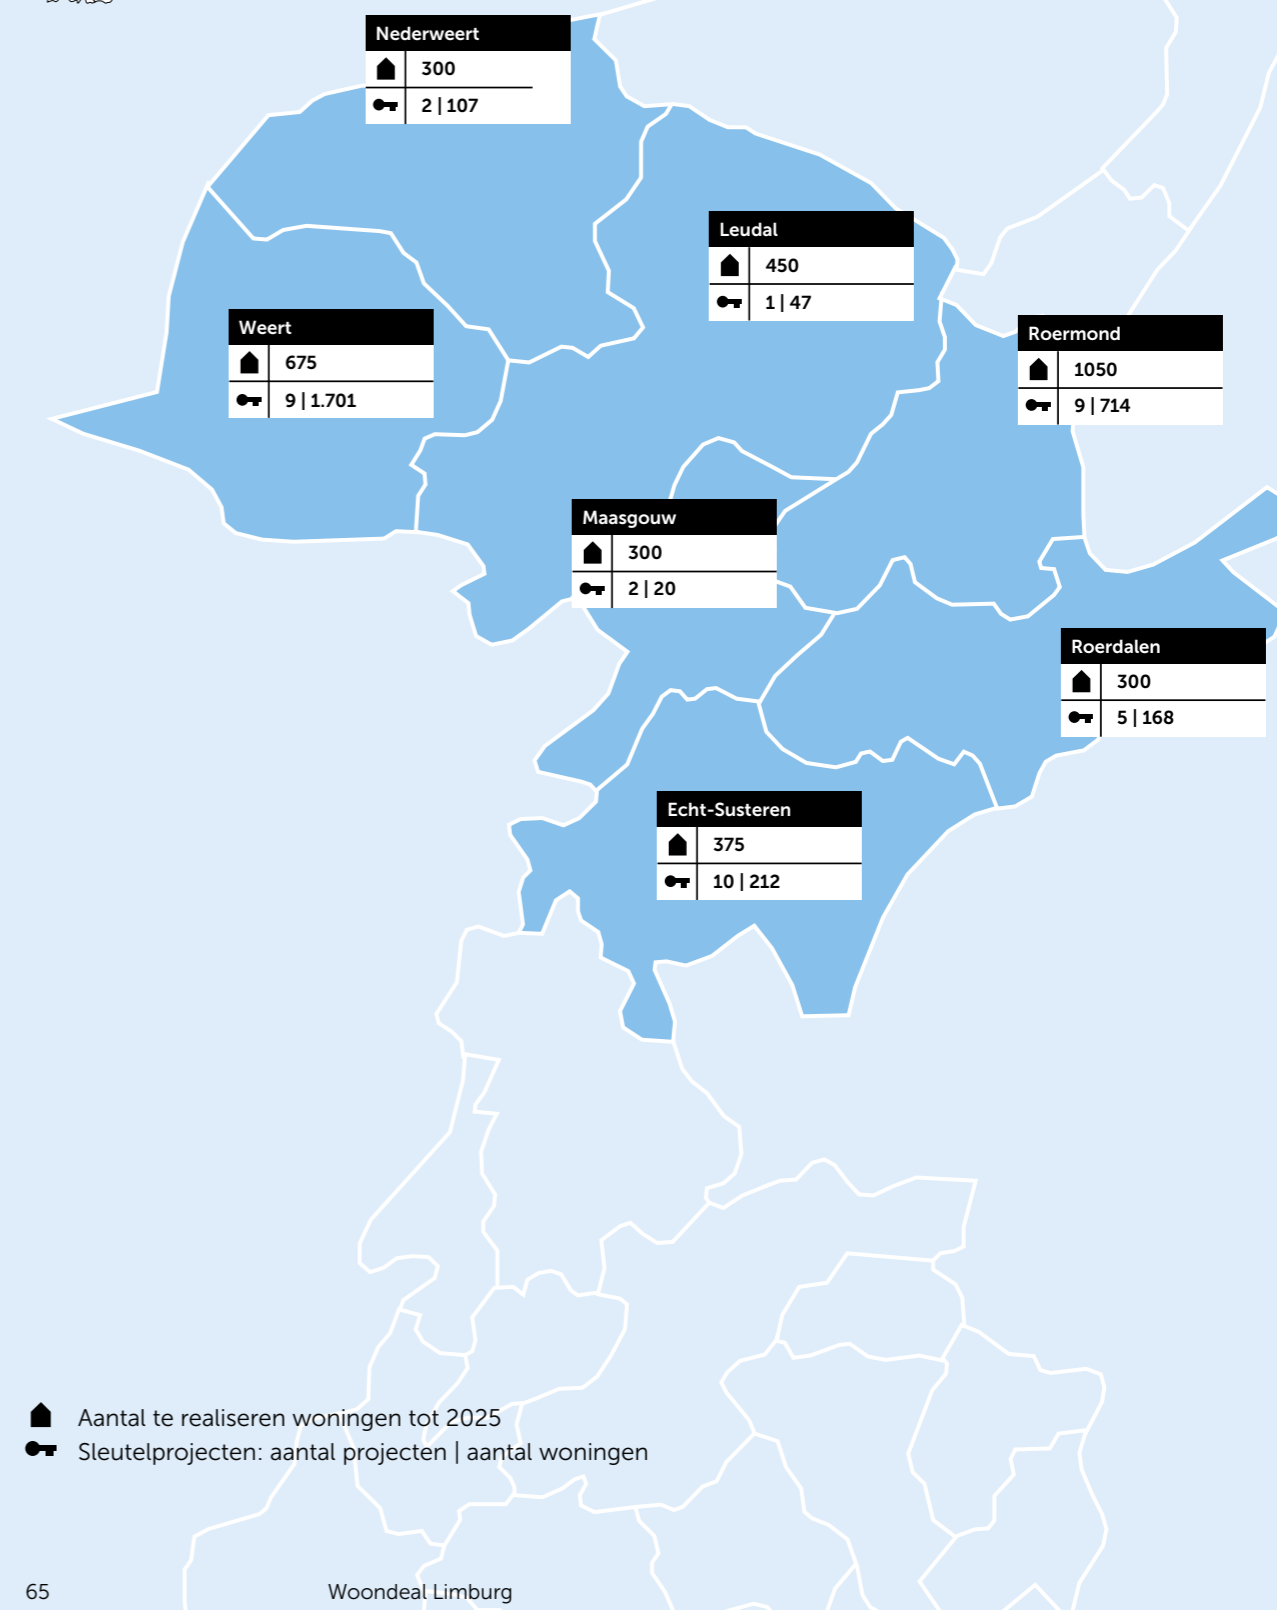 Nederweert
300
2 | 107
Leudal
450
1 | 47
Weert
675
9 | 1.701
Roermond
1050
9 | 714
Maasgouw
300
2 | 20
Roerdalen
300
5 | 168
Echt-Susteren
375
10 | 212
Aantal te realiseren woningen tot 2025
Sleutelprojecten: aantal projecten | aantal woningen
65 Woondeal Limburg